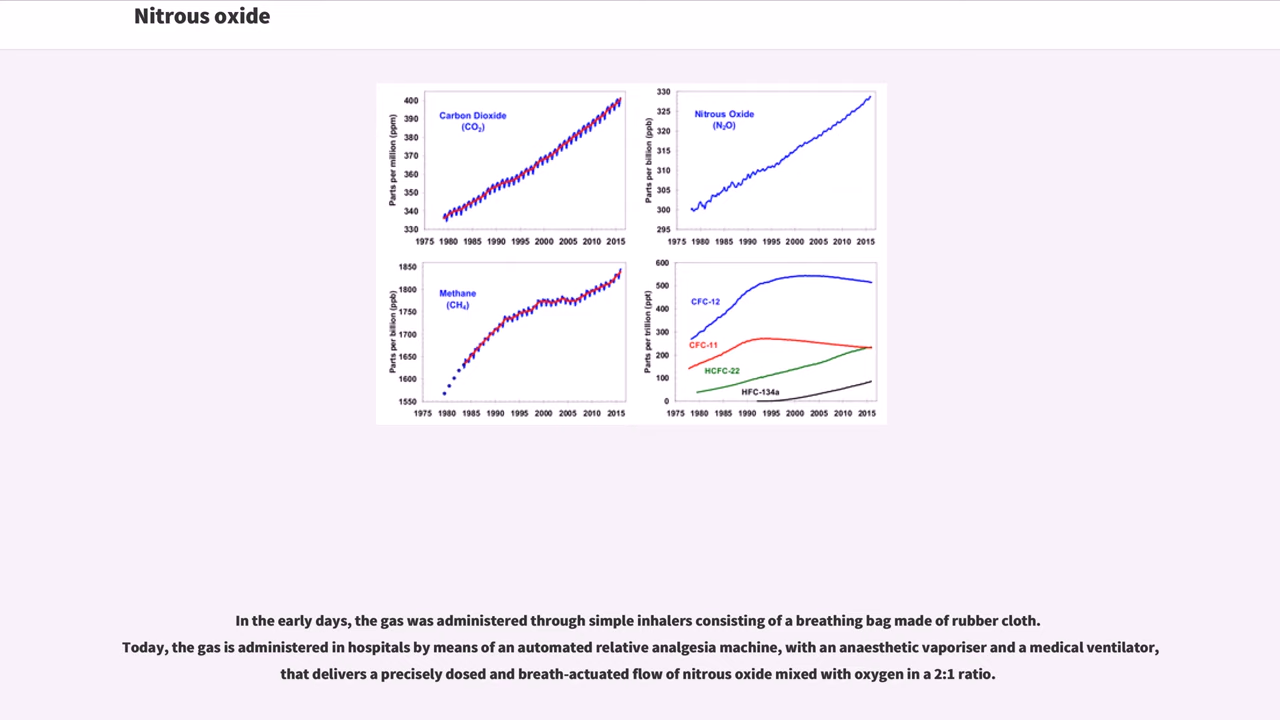 Nitrous oxide
Parts per million (ppm)
400
390
380
370
360
350
340
330
Carbon Dioxide
(CO₂)
1975 1980 1985 1990 1995 2000 2005 2010 2015
Parts per billion (ppb)
330
325
320
315
310
305
300
295
Nitrous Oxide
(N₂O)
1975 1980 1985 1990 1995 2000 2005 2010 2015
Parts per billion (ppb)
1850
1800
1750
1700
1650
1600
1550
Methane
(CH₄)
1975 1980 1985 1990 1995 2000 2005 2010 2015
Parts per trillion (ppt)
600
500
400
300
200
100
0
CFC-12
CFC-11
HCFC-22
HFC-134a
1975 1980 1985 1990 1995 2000 2005 2010 2015
In the early days, the gas was administered through simple inhalers consisting of a breathing bag made of rubber cloth.
Today, the gas is administered in hospitals by means of an automated relative analgesia machine, with an anaesthetic vaporiser and a medical ventilator,
that delivers a precisely dosed and breath-actuated flow of nitrous oxide mixed with oxygen in a 2:1 ratio.